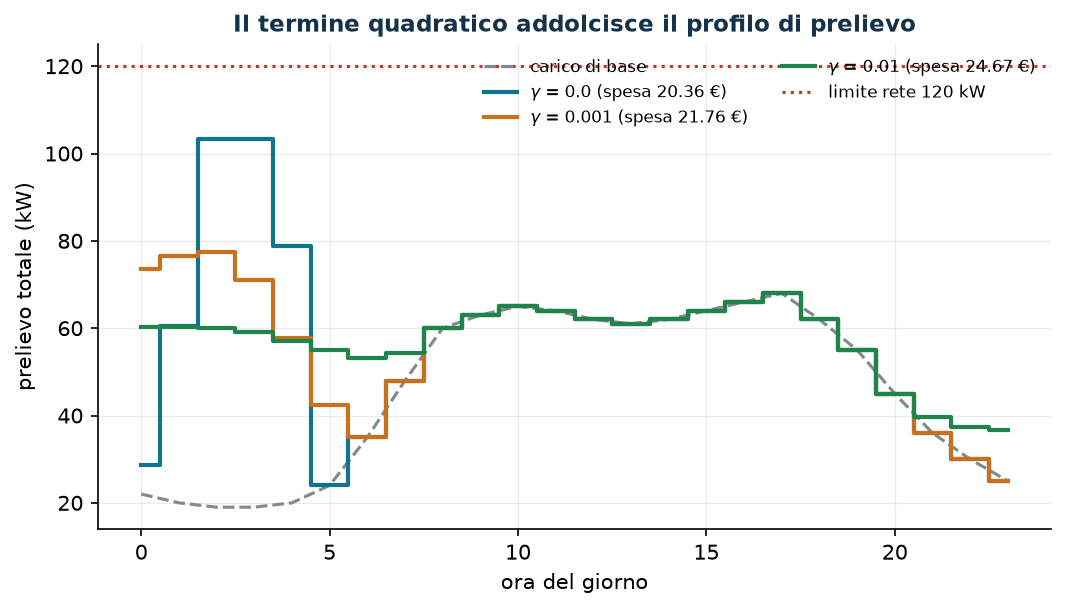 Il termine quadratico addolcisce il profilo di prelievo
carico di base
γ = 0.0 (spesa 20.36 €)
γ = 0.001 (spesa 21.76 €)
γ = 0.01 (spesa 24.67 €)
limite rete 120 kW
prelievo totale (kW)
120
100
80
60
40
20
0 5 10 15 20
ora del giorno